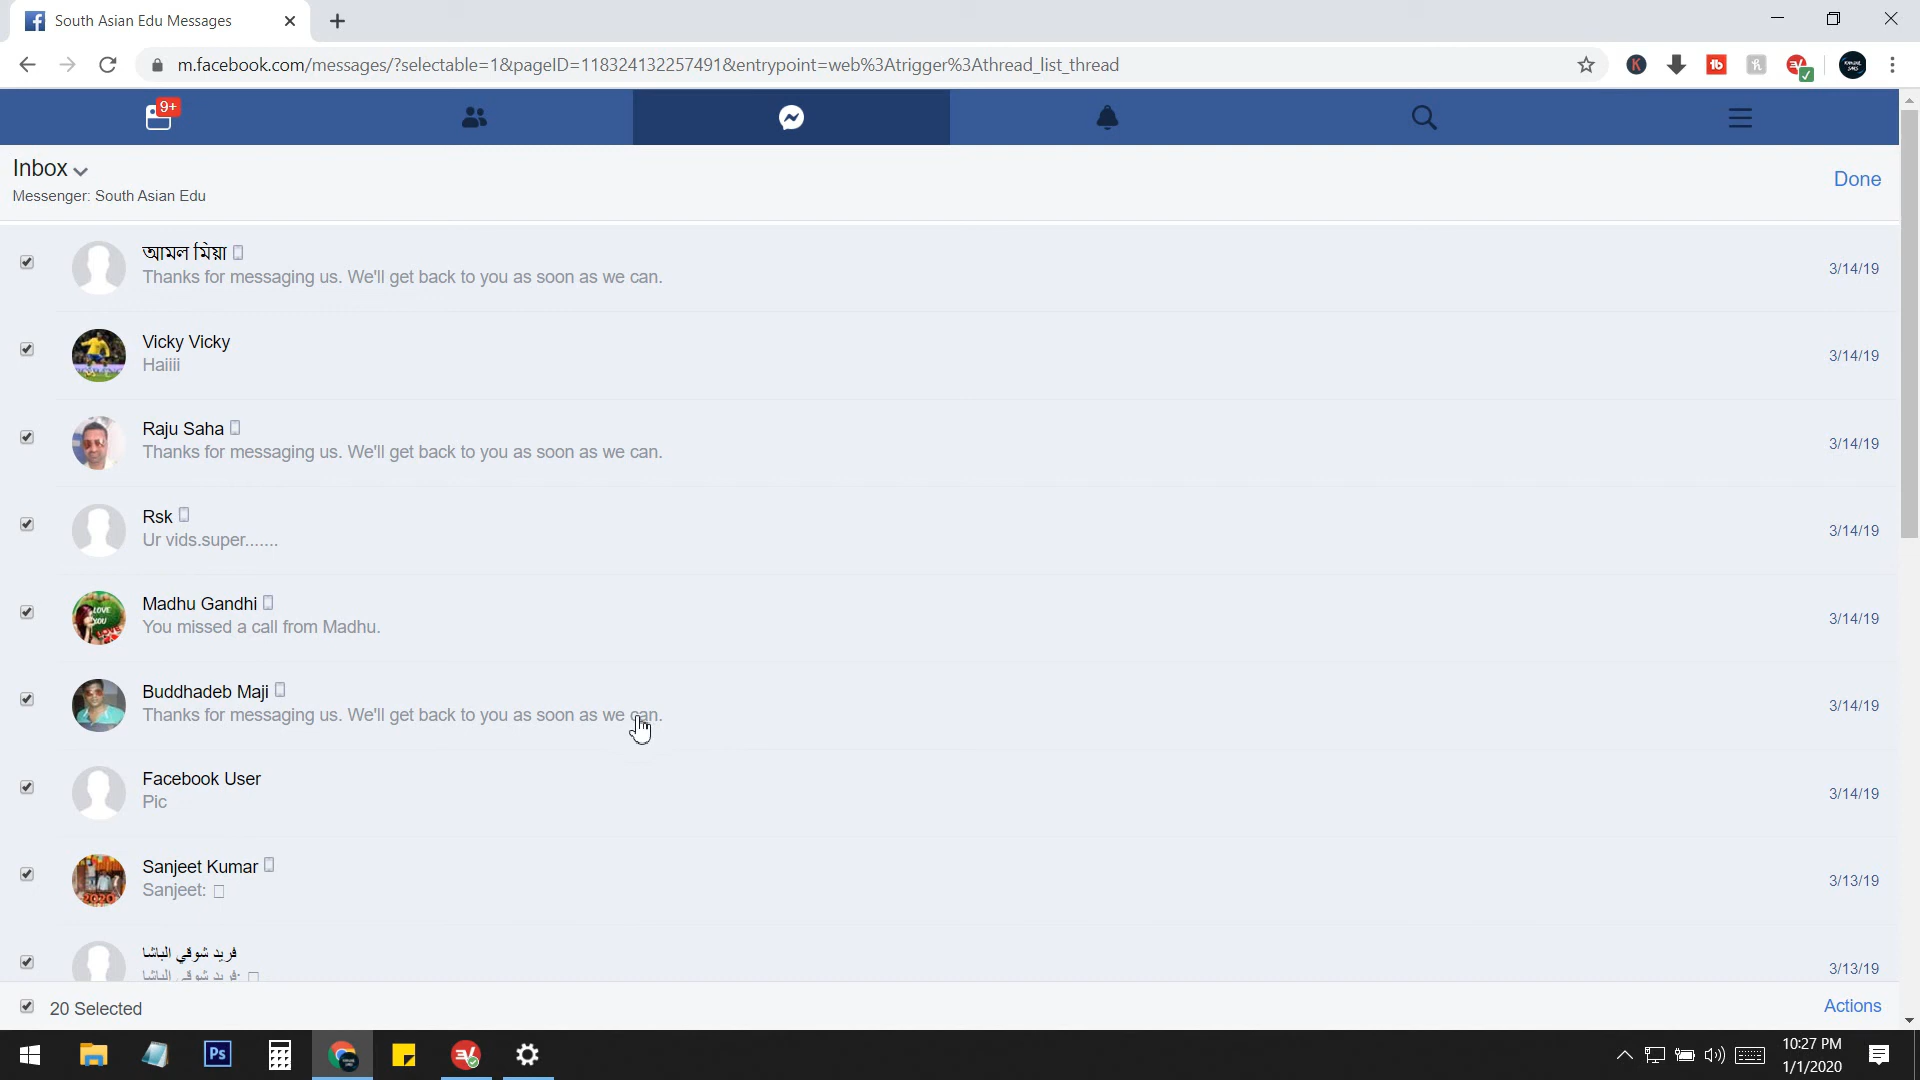 South Asian Edu Messages
m.facebook.com/messages/?selectable=1&pageID=118324132257491&entrypoint=web%3Atrigger%3Athread_list_thread
9+
Inbox
Messenger: South Asian Edu
Done
আমল মিয়া
Thanks for messaging us. We'll get back to you as soon as we can.
3/14/19
Vicky Vicky
Haiiii
3/14/19
Raju Saha
Thanks for messaging us. We'll get back to you as soon as we can.
3/14/19
Rsk
Ur vids.super.......
3/14/19
Madhu Gandhi
You missed a call from Madhu.
3/14/19
Buddhadeb Maji
Thanks for messaging us. We'll get back to you as soon as we can.
3/14/19
Facebook User
Pic
3/14/19
Sanjeet Kumar
Sanjeet:
3/13/19
فريد شوقي الباشا
فريد شوقي الباشا:
3/13/19
20 Selected
Actions
Ps
10:27 PM
1/1/2020